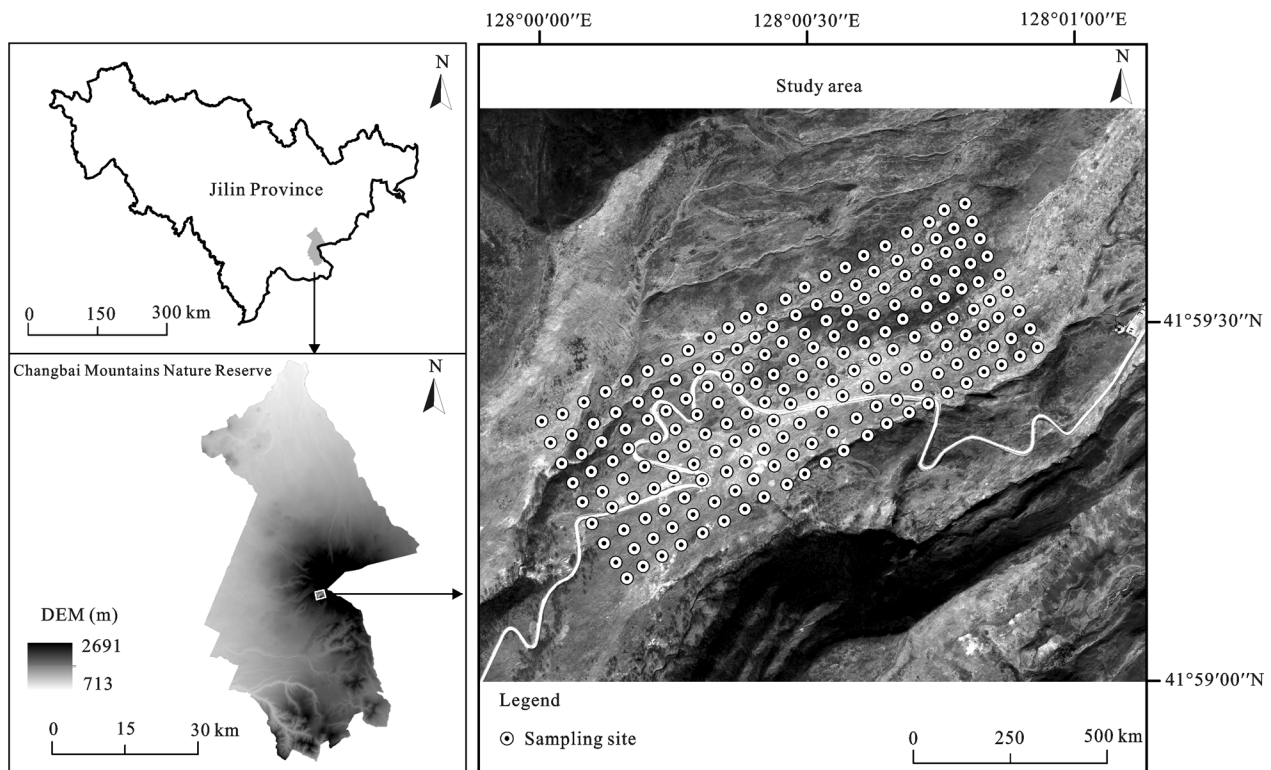 N
Jilin Province
0 150 300 km
Changbai Mountains Nature Reserve
N
DEM (m)
2691
713
0 15 30 km
128°00′00″E 128°00′30″E 128°01′00″E
N
Study area
41°59′30″N
41°59′00″N
Legend
Sampling site
0 250 500 km